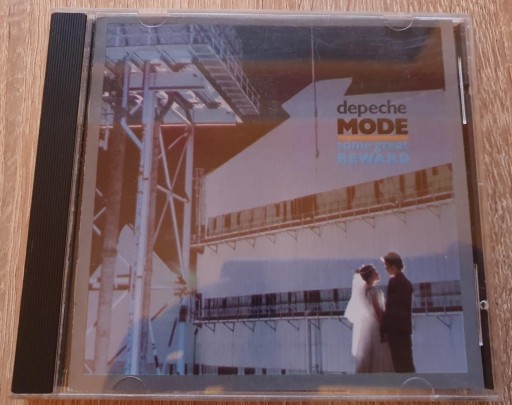 depeche
MODE
some great
REWARD